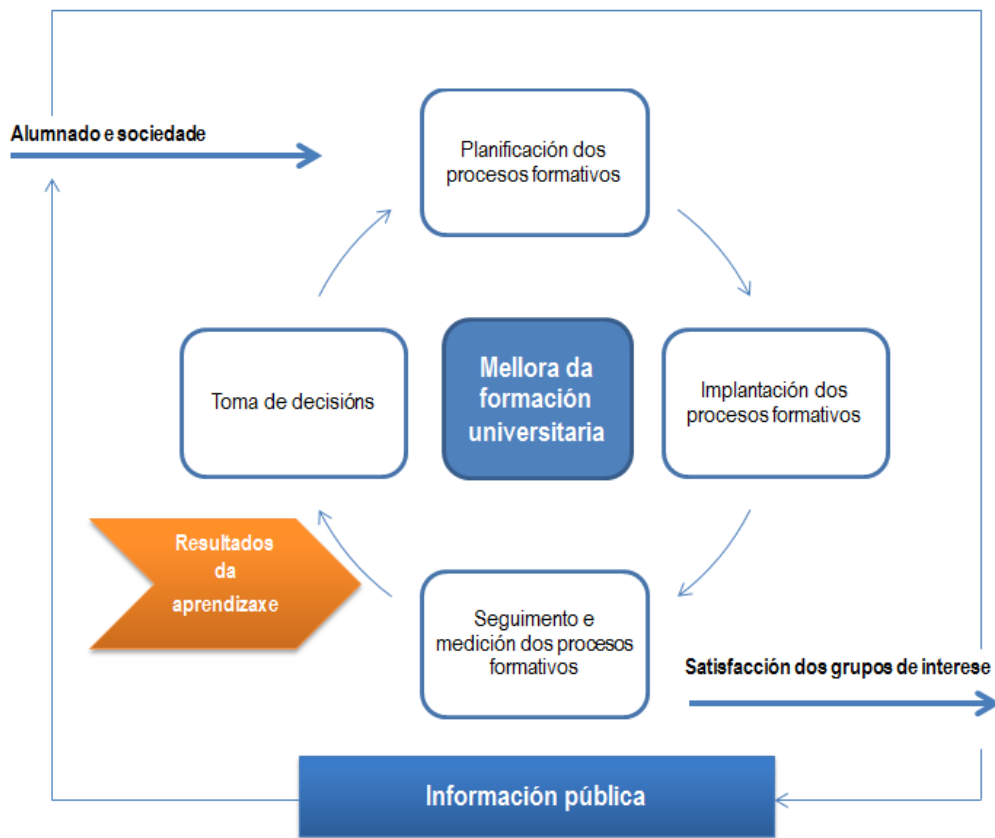 Alumnado e sociedade
Planificación dos
procesos formativos
Toma de decisións
Mellora da
formación
universitaria
Implantación dos
procesos formativos
Resultados
da
aprendizaxe
Seguimento e
medición dos procesos
formativos
Satisfacción dos grupos de interese
Información pública